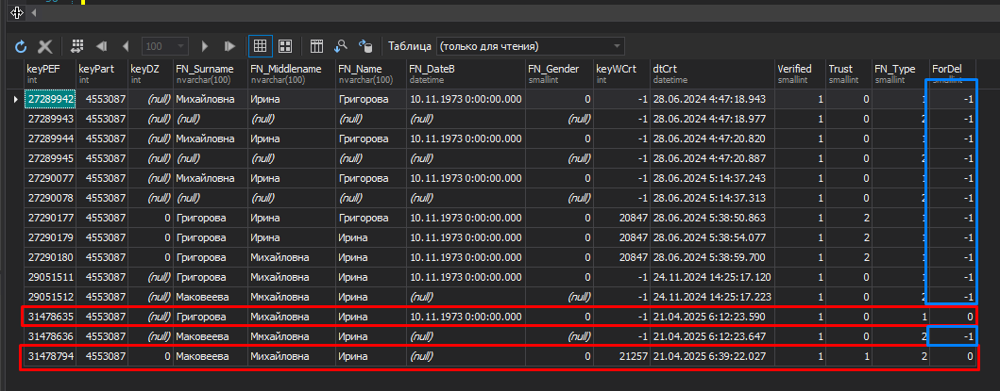 100
Таблица (только для чтения)
keyPEF keyPart keyDZ FN_Surname FN_Middlename FN_Name FN_DateB FN_Gender keyWCrt dtCrt Verified Trust FN_Type ForDel
int int int nvarchar(100) nvarchar(100) nvarchar(100) datetime smallint int datetime smallint smallint smallint smallint
27289942 4553087 (null) Михайловна Ирина Григорова 10.11.1973 0:00:00.000 0 -1 28.06.2024 4:47:18.943 1 0 1 -1
27289943 4553087 (null) (null) (null) (null) (null) (null) -1 28.06.2024 4:47:18.977 1 0 2 -1
27289944 4553087 (null) Михайловна Ирина Григорова 10.11.1973 0:00:00.000 0 -1 28.06.2024 4:47:20.820 1 0 1 -1
27289945 4553087 (null) (null) (null) (null) (null) (null) -1 28.06.2024 4:47:20.887 1 0 2 -1
27290077 4553087 (null) Михайловна Ирина Григорова 10.11.1973 0:00:00.000 0 -1 28.06.2024 5:14:37.243 1 0 1 -1
27290078 4553087 (null) (null) (null) (null) (null) (null) -1 28.06.2024 5:14:37.313 1 0 2 -1
27290177 4553087 0 Григорова Ирина Григорова 10.11.1973 0:00:00.000 0 20847 28.06.2024 5:38:50.863 1 2 1 -1
27290179 4553087 0 Григорова Ирина Ирина 10.11.1973 0:00:00.000 0 20847 28.06.2024 5:38:54.077 1 2 1 -1
27290180 4553087 0 Григорова Михайловна Ирина 10.11.1973 0:00:00.000 0 20847 28.06.2024 5:38:59.700 1 2 1 -1
29051511 4553087 (null) Григорова Михайловна Ирина 10.11.1973 0:00:00.000 0 -1 24.11.2024 14:25:17.120 1 0 1 -1
29051512 4553087 (null) Маковеева Ммхайловна Ирина (null) (null) -1 24.11.2024 14:25:17.223 1 0 2 -1
31478635 4553087 (null) Григорова Михайловна Ирина 10.11.1973 0:00:00.000 0 -1 21.04.2025 6:12:23.590 1 0 1 0
31478636 4553087 (null) Маковеева Ммхайловна Ирина (null) (null) -1 21.04.2025 6:12:23.647 1 0 2 -1
31478794 4553087 0 Маковеева Михайловна Ирина (null) 0 21257 21.04.2025 6:39:22.027 1 1 2 0